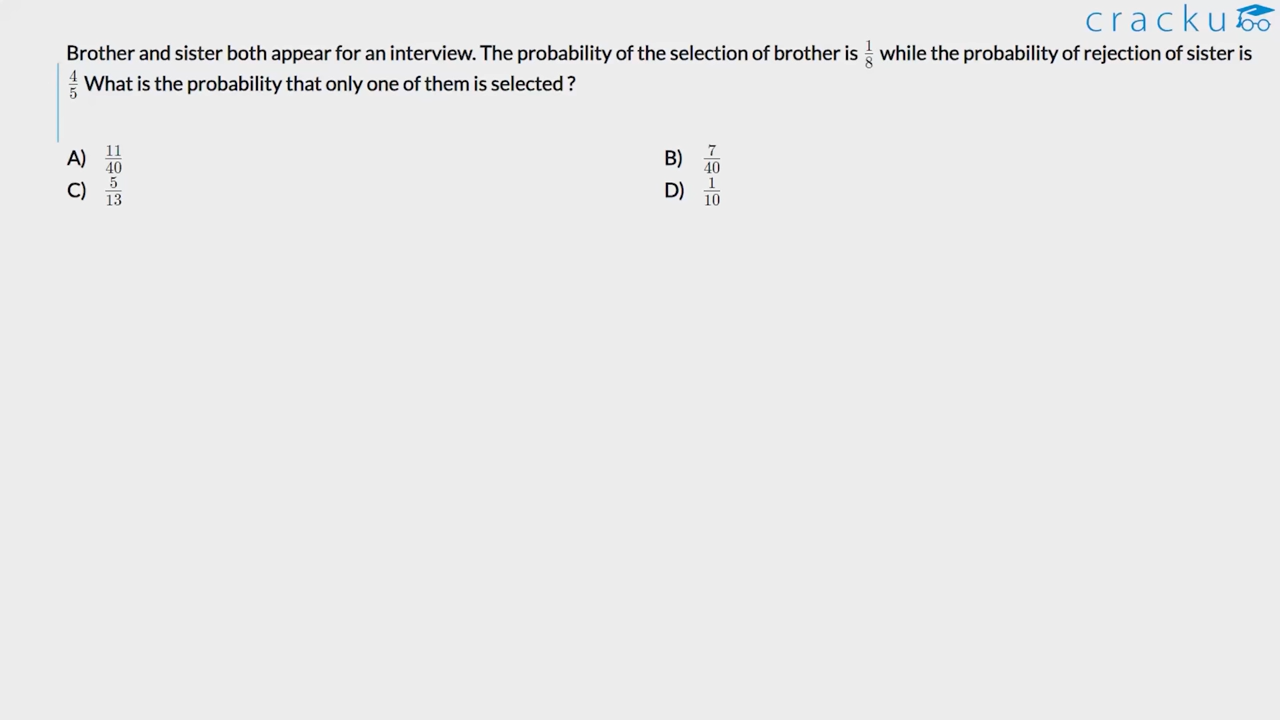 cracku
Brother and sister both appear for an interview. The probability of the selection of brother is 1/8 while the probability of rejection of sister is
4/5 What is the probability that only one of them is selected ?
A) 11/40 B) 7/40
C) 5/13 D) 1/10